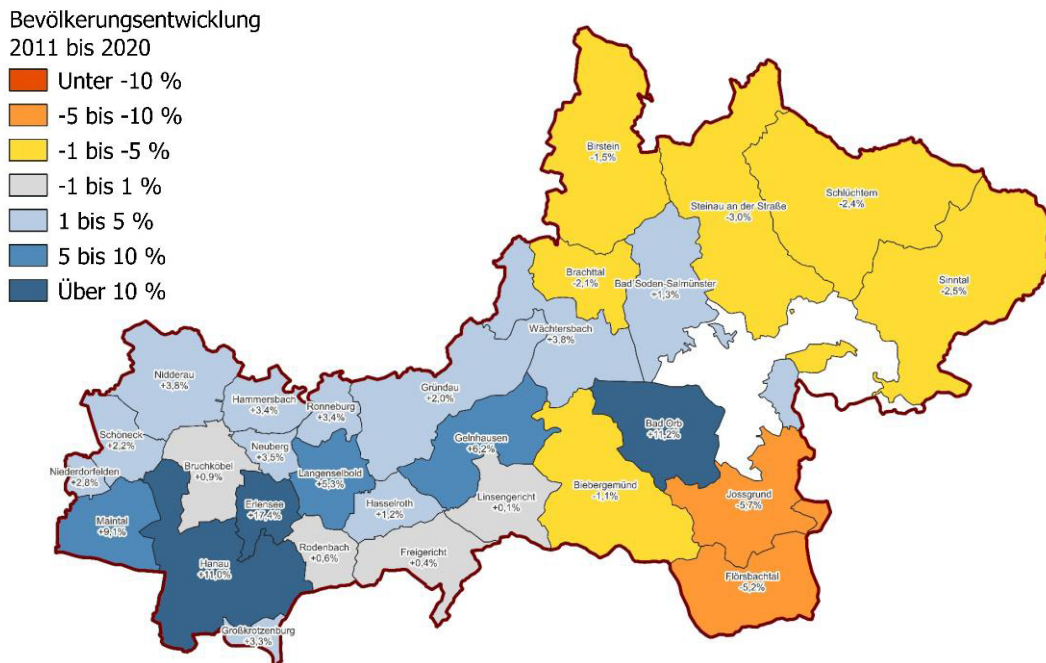 Bevölkerungsentwicklung
2011 bis 2020
Unter -10 %
-5 bis -10 %
-1 bis -5 %
-1 bis 1 %
1 bis 5 %
5 bis 10 %
Über 10 %
Birstein
-1,5%
Schlüchtern
-2,4%
Steinau an der Straße
-3,0%
Brachttal
-2,1%
Bad Soden-Salmünster
+1,3%
Sinntal
-2,5%
Wächtersbach
+3,8%
Nidderau
+3,8%
Hammersbach
+3,4%
Ronneburg
+3,4%
Gründau
+2,0%
Bad Orb
+11,2%
Schöneck
+2,2%
Neuberg
+3,5%
Gelnhausen
+6,2%
Niederdorfelden
+2,8%
Bruchköbel
+0,9%
Langenselbold
+5,3%
Biebergemünd
-1,1%
Jossgrund
-5,7%
Maintal
+9,1%
Erlensee
+17,4%
Hasselroth
+1,2%
Linsengericht
+0,1%
Rodenbach
+0,6%
Freigericht
+0,4%
Hanau
+11,0%
Flörsbachtal
-5,2%
Großkrotzenburg
+3,3%